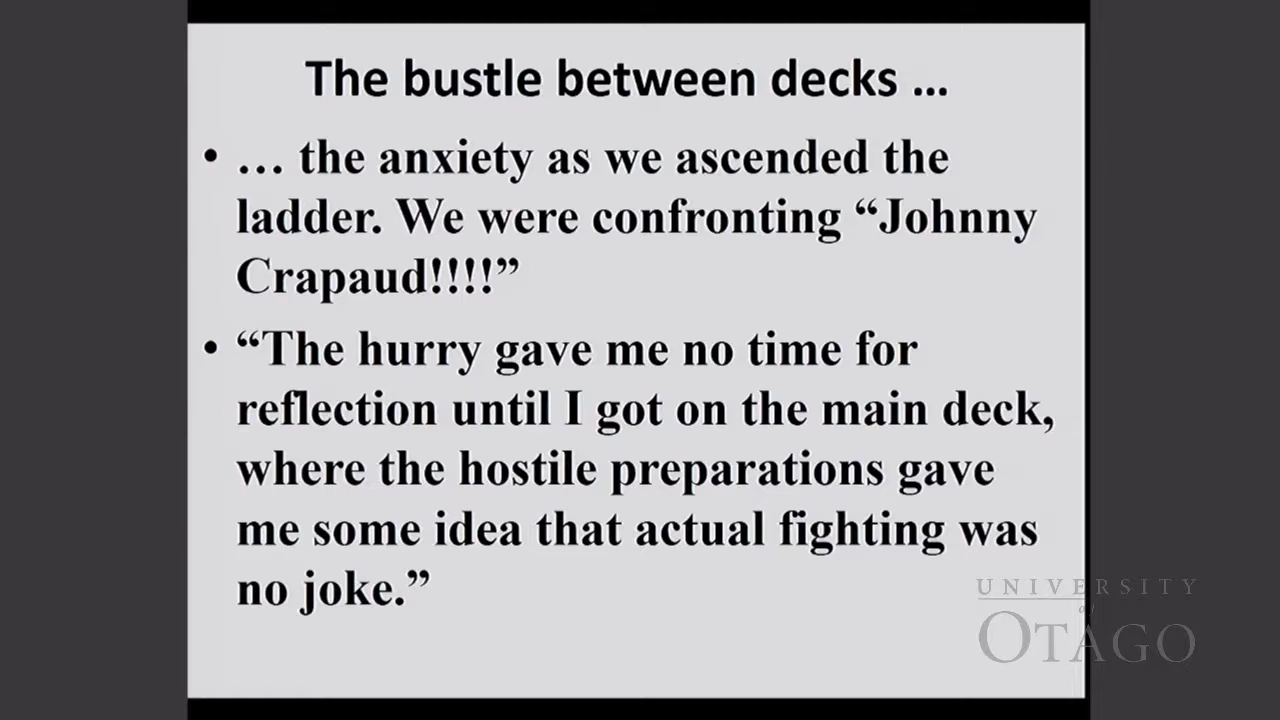 The bustle between decks …
• … the anxiety as we ascended the
ladder. We were confronting “Johnny
Crapaud!!!!”
• “The hurry gave me no time for
reflection until I got on the main deck,
where the hostile preparations gave
me some idea that actual fighting was
no joke.”
UNIVERSITY
of
OTAGO